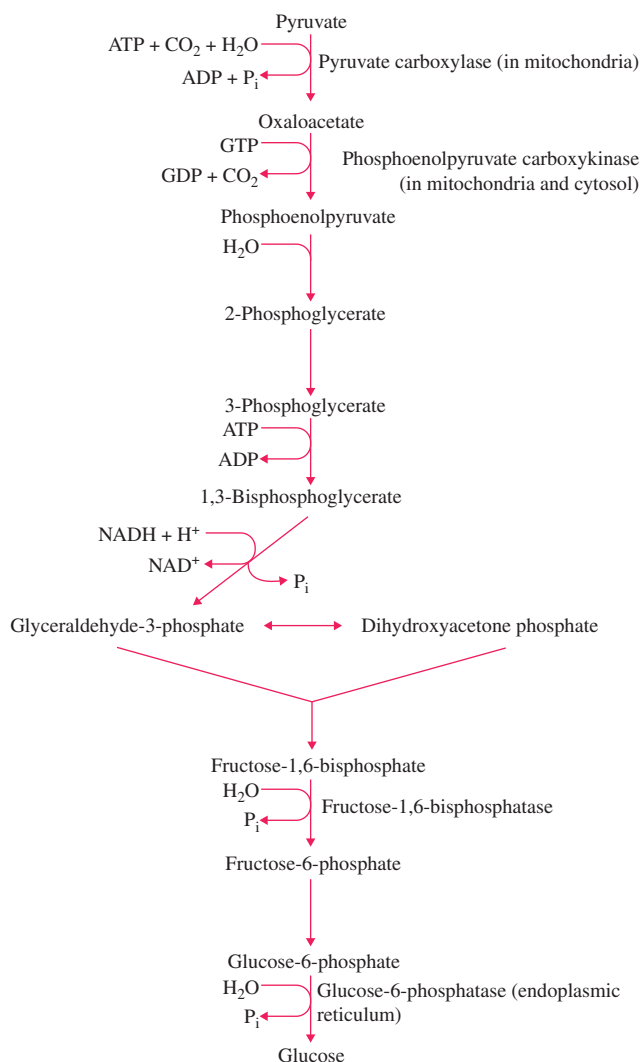 Pyruvate
ATP + CO₂ + H₂O
Pyruvate carboxylase (in mitochondria)
ADP + Pᵢ
Oxaloacetate
GTP
Phosphoenolpyruvate carboxykinase
(in mitochondria and cytosol)
GDP + CO₂
Phosphoenolpyruvate
H₂O
2-Phosphoglycerate
3-Phosphoglycerate
ATP
ADP
1,3-Bisphosphoglycerate
NADH + H⁺
NAD⁺
Pᵢ
Glyceraldehyde-3-phosphate
Dihydroxyacetone phosphate
Fructose-1,6-bisphosphate
H₂O
Fructose-1,6-bisphosphatase
Pᵢ
Fructose-6-phosphate
Glucose-6-phosphate
H₂O
Glucose-6-phosphatase (endoplasmic
reticulum)
Pᵢ
Glucose